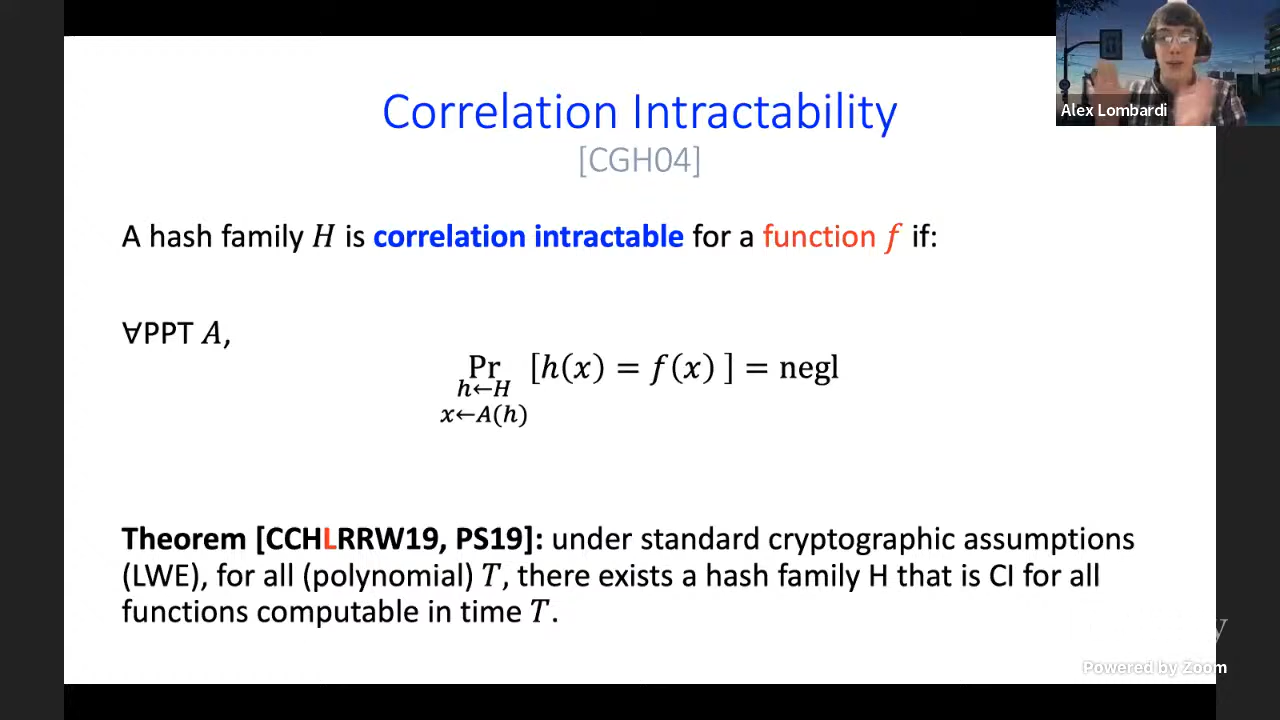 Correlation Intractability
[CGH04]
Alex Lombardi
A hash family H is correlation intractable for a function f if:
∀PPT A,
Pr [h(x) = f(x) ] = negl
h←H
x←A(h)
Theorem [CCHLRRW19, PS19]: under standard cryptographic assumptions
(LWE), for all (polynomial) T, there exists a hash family H that is CI for all
functions computable in time T.
Powered by Zoom